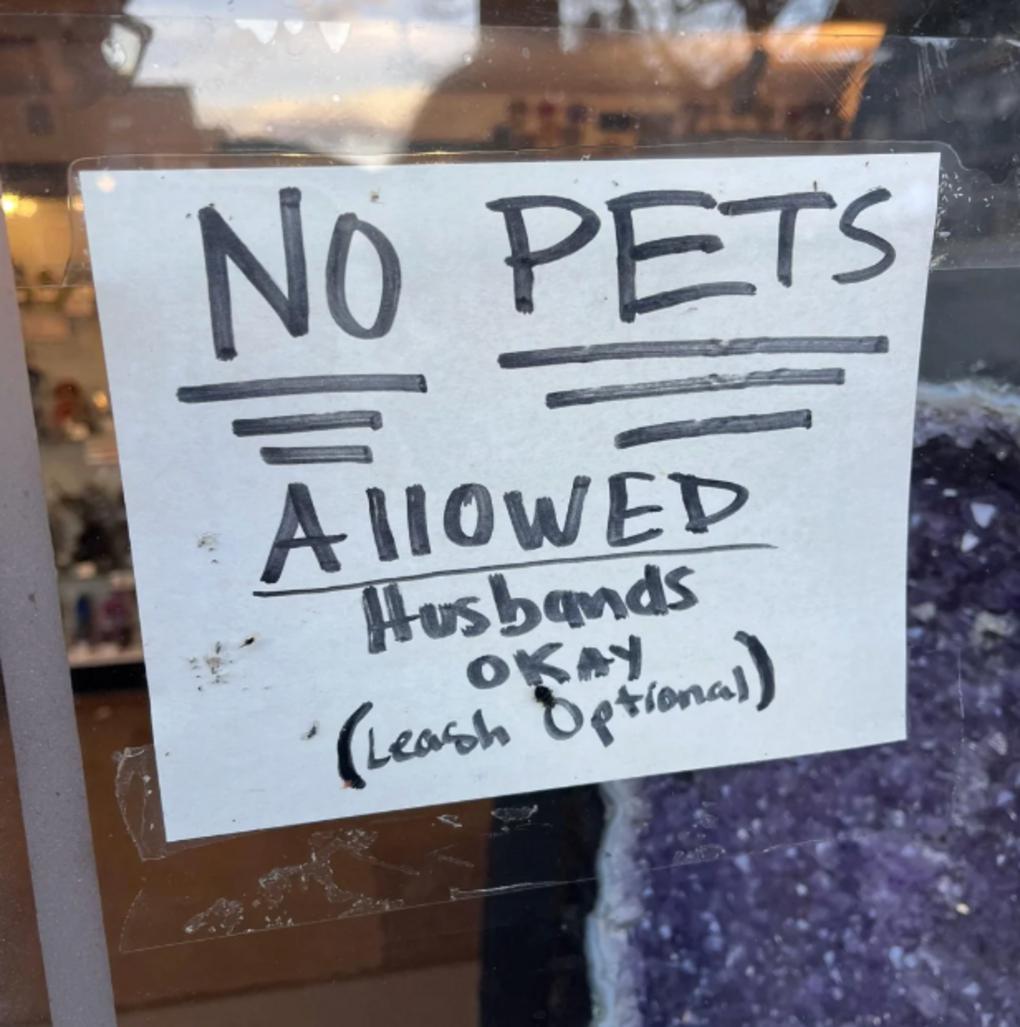 NO PETS
AllOWED
Husbands
OKAY
(Leash Optional)